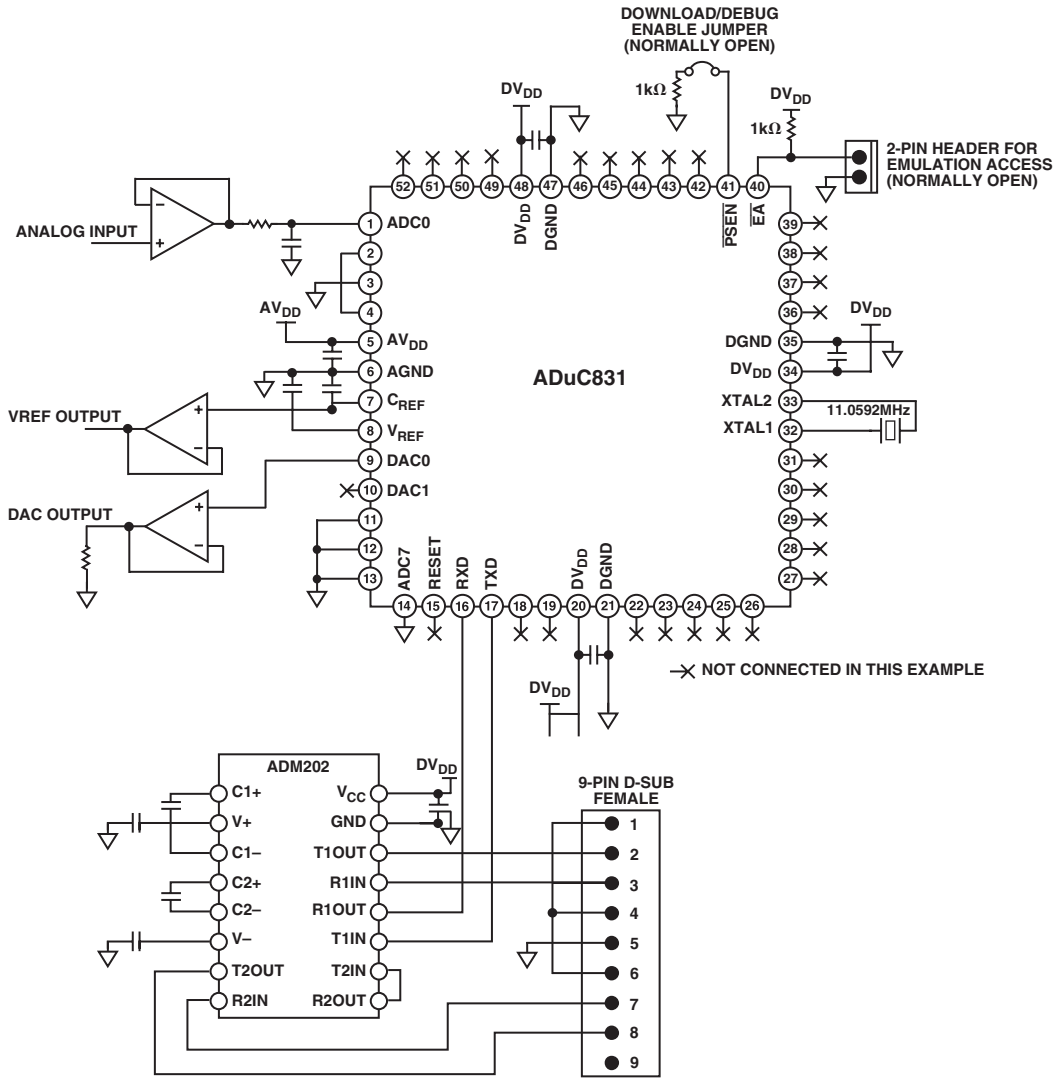 DOWNLOAD/DEBUG
ENABLE JUMPER
(NORMALLY OPEN)
1kΩ
DVDD
1kΩ
DVDD
2-PIN HEADER FOR
EMULATION ACCESS
(NORMALLY OPEN)
52 51 50 49 48 47 46 45 44 43 42 41 40
DVDD
DGND
PSEN
EA
ANALOG INPUT
1 ADC0
2
3
4
AVDD
5 AVDD
6 AGND
7 CREF
8 VREF
9 DAC0
10 DAC1
11
12
13
VREF OUTPUT
DAC OUTPUT
ADuC831
39
38
37
36
DVDD
DGND 35
DVDD 34
XTAL2 33
11.0592MHz
XTAL1 32
31
30
29
28
27
ADC7
RESET
RXD
TXD
DVDD
DGND
14 15 16 17 18 19 20 21 22 23 24 25 26
NOT CONNECTED IN THIS EXAMPLE
DVDD
ADM202
DVDD
C1+
V+
C1–
C2+
C2–
V–
T2OUT
R2IN
VCC
GND
T1OUT
R1IN
R1OUT
T1IN
T2IN
R2OUT
9-PIN D-SUB
FEMALE
1
2
3
4
5
6
7
8
9